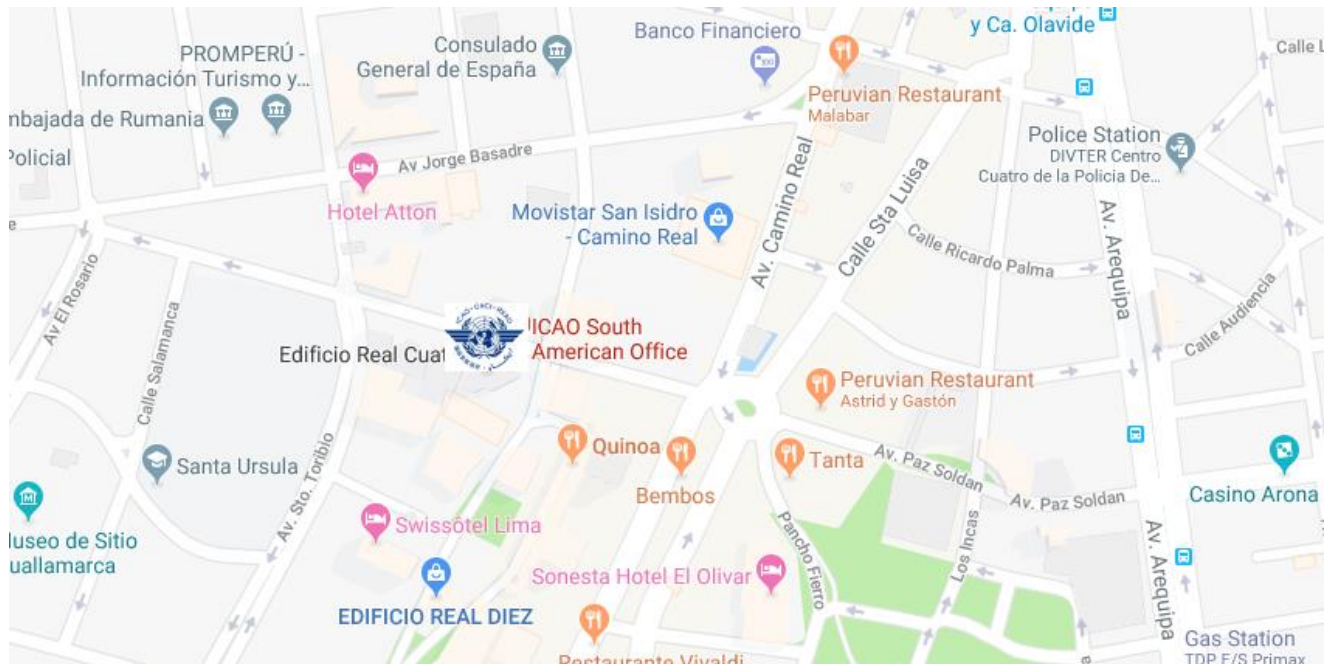 y Ca. Olavide
PROMPERÚ -
Información Turismo y...
Consulado
General de España
Banco Financiero
Calle L
Peruvian Restaurant
Malabar
mbajada de Rumania
Policial
Police Station
DIVTER Centro
Cuatro de la Policia De...
Av Jorge Basadre
Hotel Atton
Movistar San Isidro
- Camino Real
Av. Camino Real
Calle Sta Luisa
Calle Ricardo Palma
Av. Arequipa
Calle Audiencia
Av El Rosario
Calle Salamanca
ICAO South
American Office
Edificio Real Cuat
Peruvian Restaurant
Astrid y Gastón
Quinoa
Bembos
Tanta
Av. Paz Soldan
Av. Paz Soldan
Casino Arona
Santa Ursula
Av. Sto. Toribio
Museo de Sitio
uallamarca
Swissôtel Lima
Pancho Fierro
Los Incas
Av. Arequipa
Sonesta Hotel El Olivar
EDIFICIO REAL DIEZ
Restaurante Vivaldi
Gas Station
TDP E/S Primax